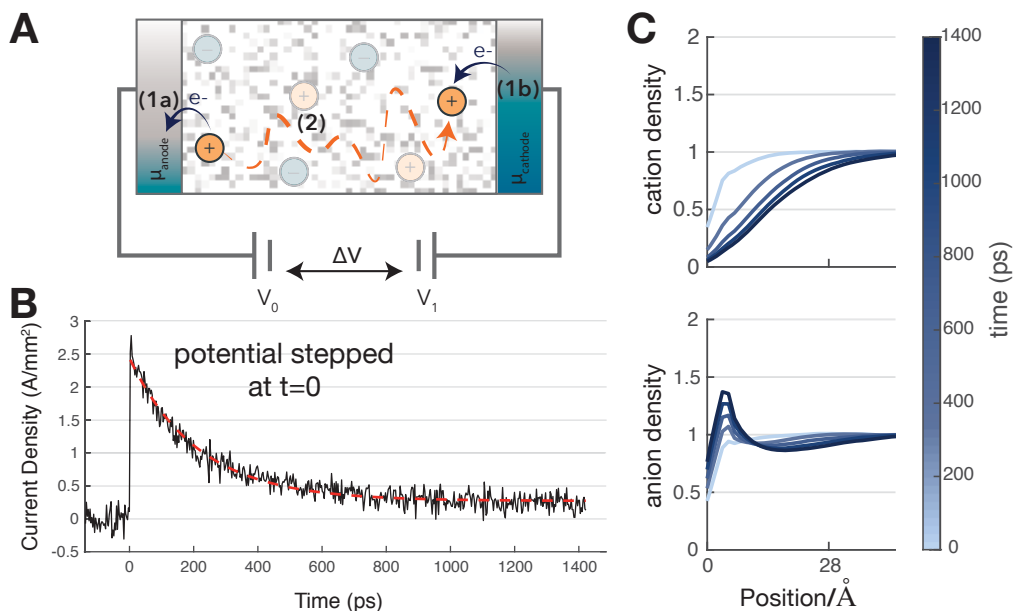 A
e-
(1a)
e-
(1b)
(2)
+
+
+
+
−
−
−
μanode
μcathode
ΔV
V0
V1
B
3
2.5
2
1.5
1
0.5
0
-0.5
Current Density (A/mm²)
potential stepped
at t=0
0
200
400
600
800
1000
1200
1400
Time (ps)
C
2
1.5
1
0.5
0
cation density
2
1.5
1
0.5
anion density
0
28
Position/Å
1400
1200
1000
800
600
400
200
0
time (ps)